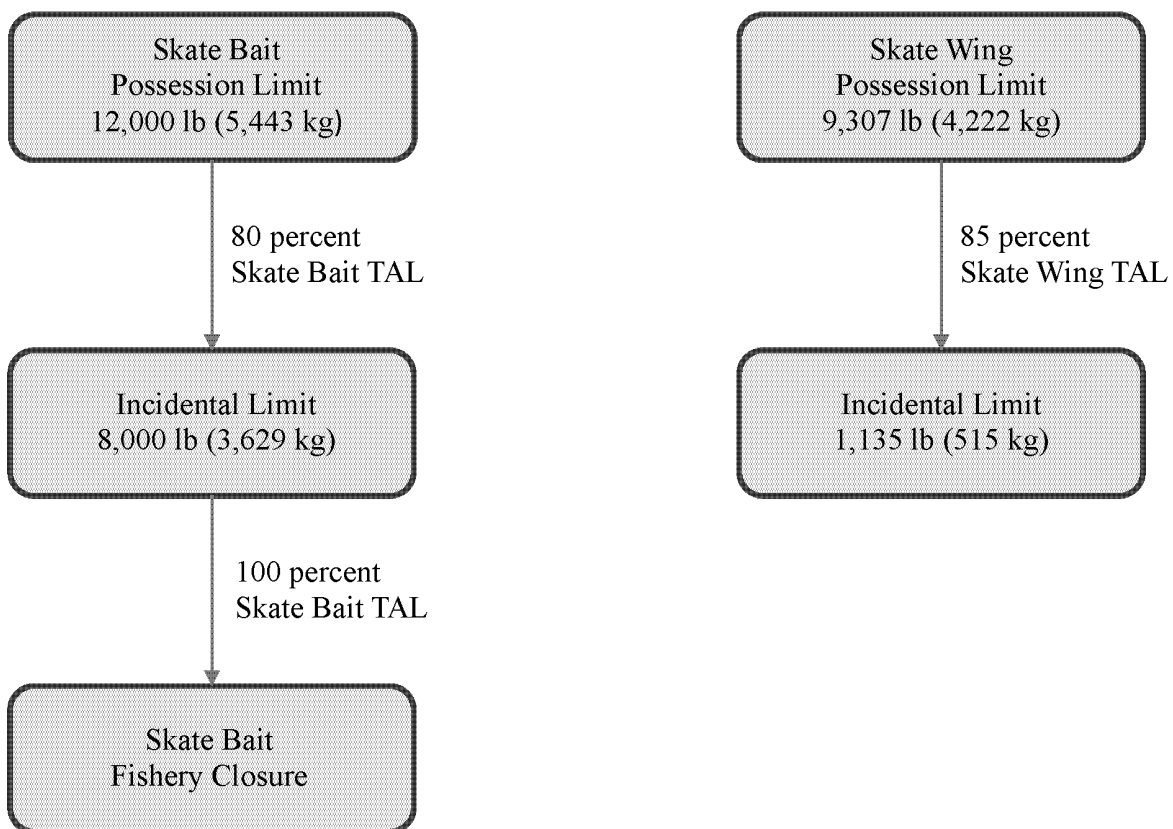 Skate Bait
Possession Limit
12,000 lb (5,443 kg)
80 percent
Skate Bait TAL
Incidental Limit
8,000 lb (3,629 kg)
100 percent
Skate Bait TAL
Skate Bait
Fishery Closure
Skate Wing
Possession Limit
9,307 lb (4,222 kg)
85 percent
Skate Wing TAL
Incidental Limit
1,135 lb (515 kg)